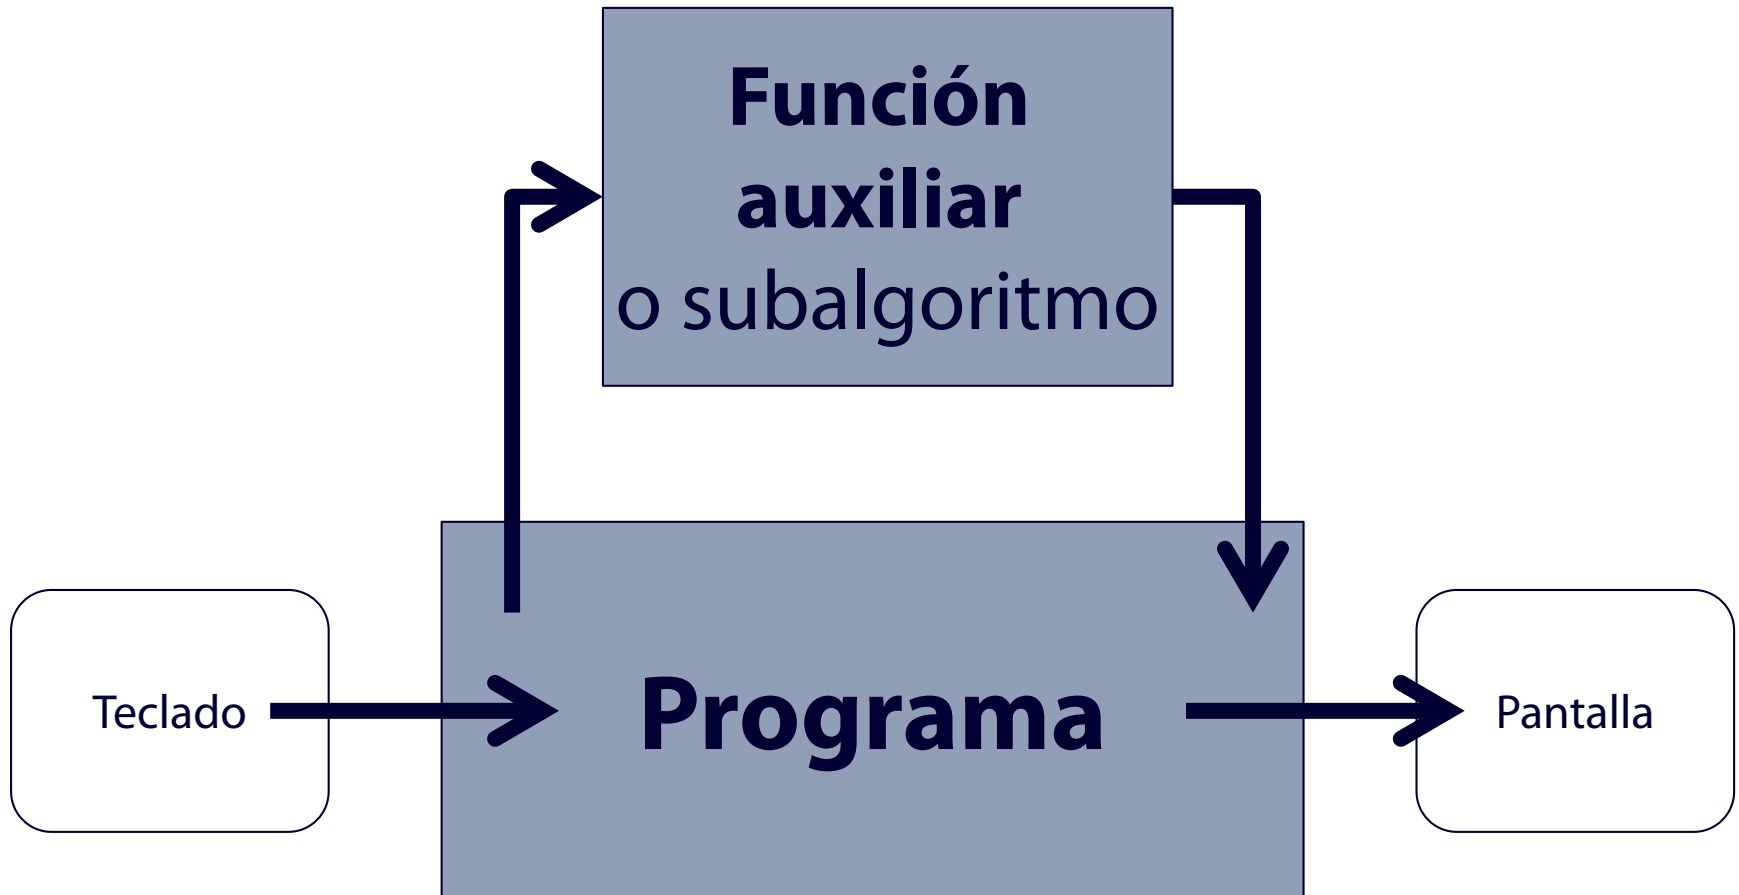 Función
auxiliar
o subalgoritmo
Teclado
Programa
Pantalla